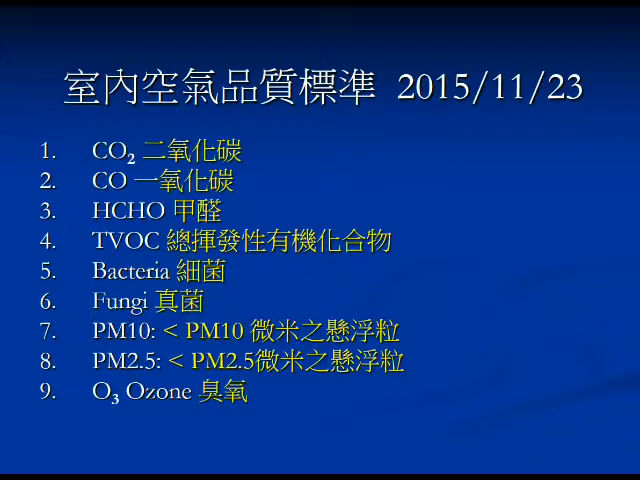 室內空氣品質標準 2015/11/23
1. CO₂ 二氧化碳
2. CO 一氧化碳
3. HCHO 甲醛
4. TVOC 總揮發性有機化合物
5. Bacteria 細菌
6. Fungi 真菌
7. PM10: < PM10 微米之懸浮粒
8. PM2.5: < PM2.5微米之懸浮粒
9. O₃ Ozone 臭氧